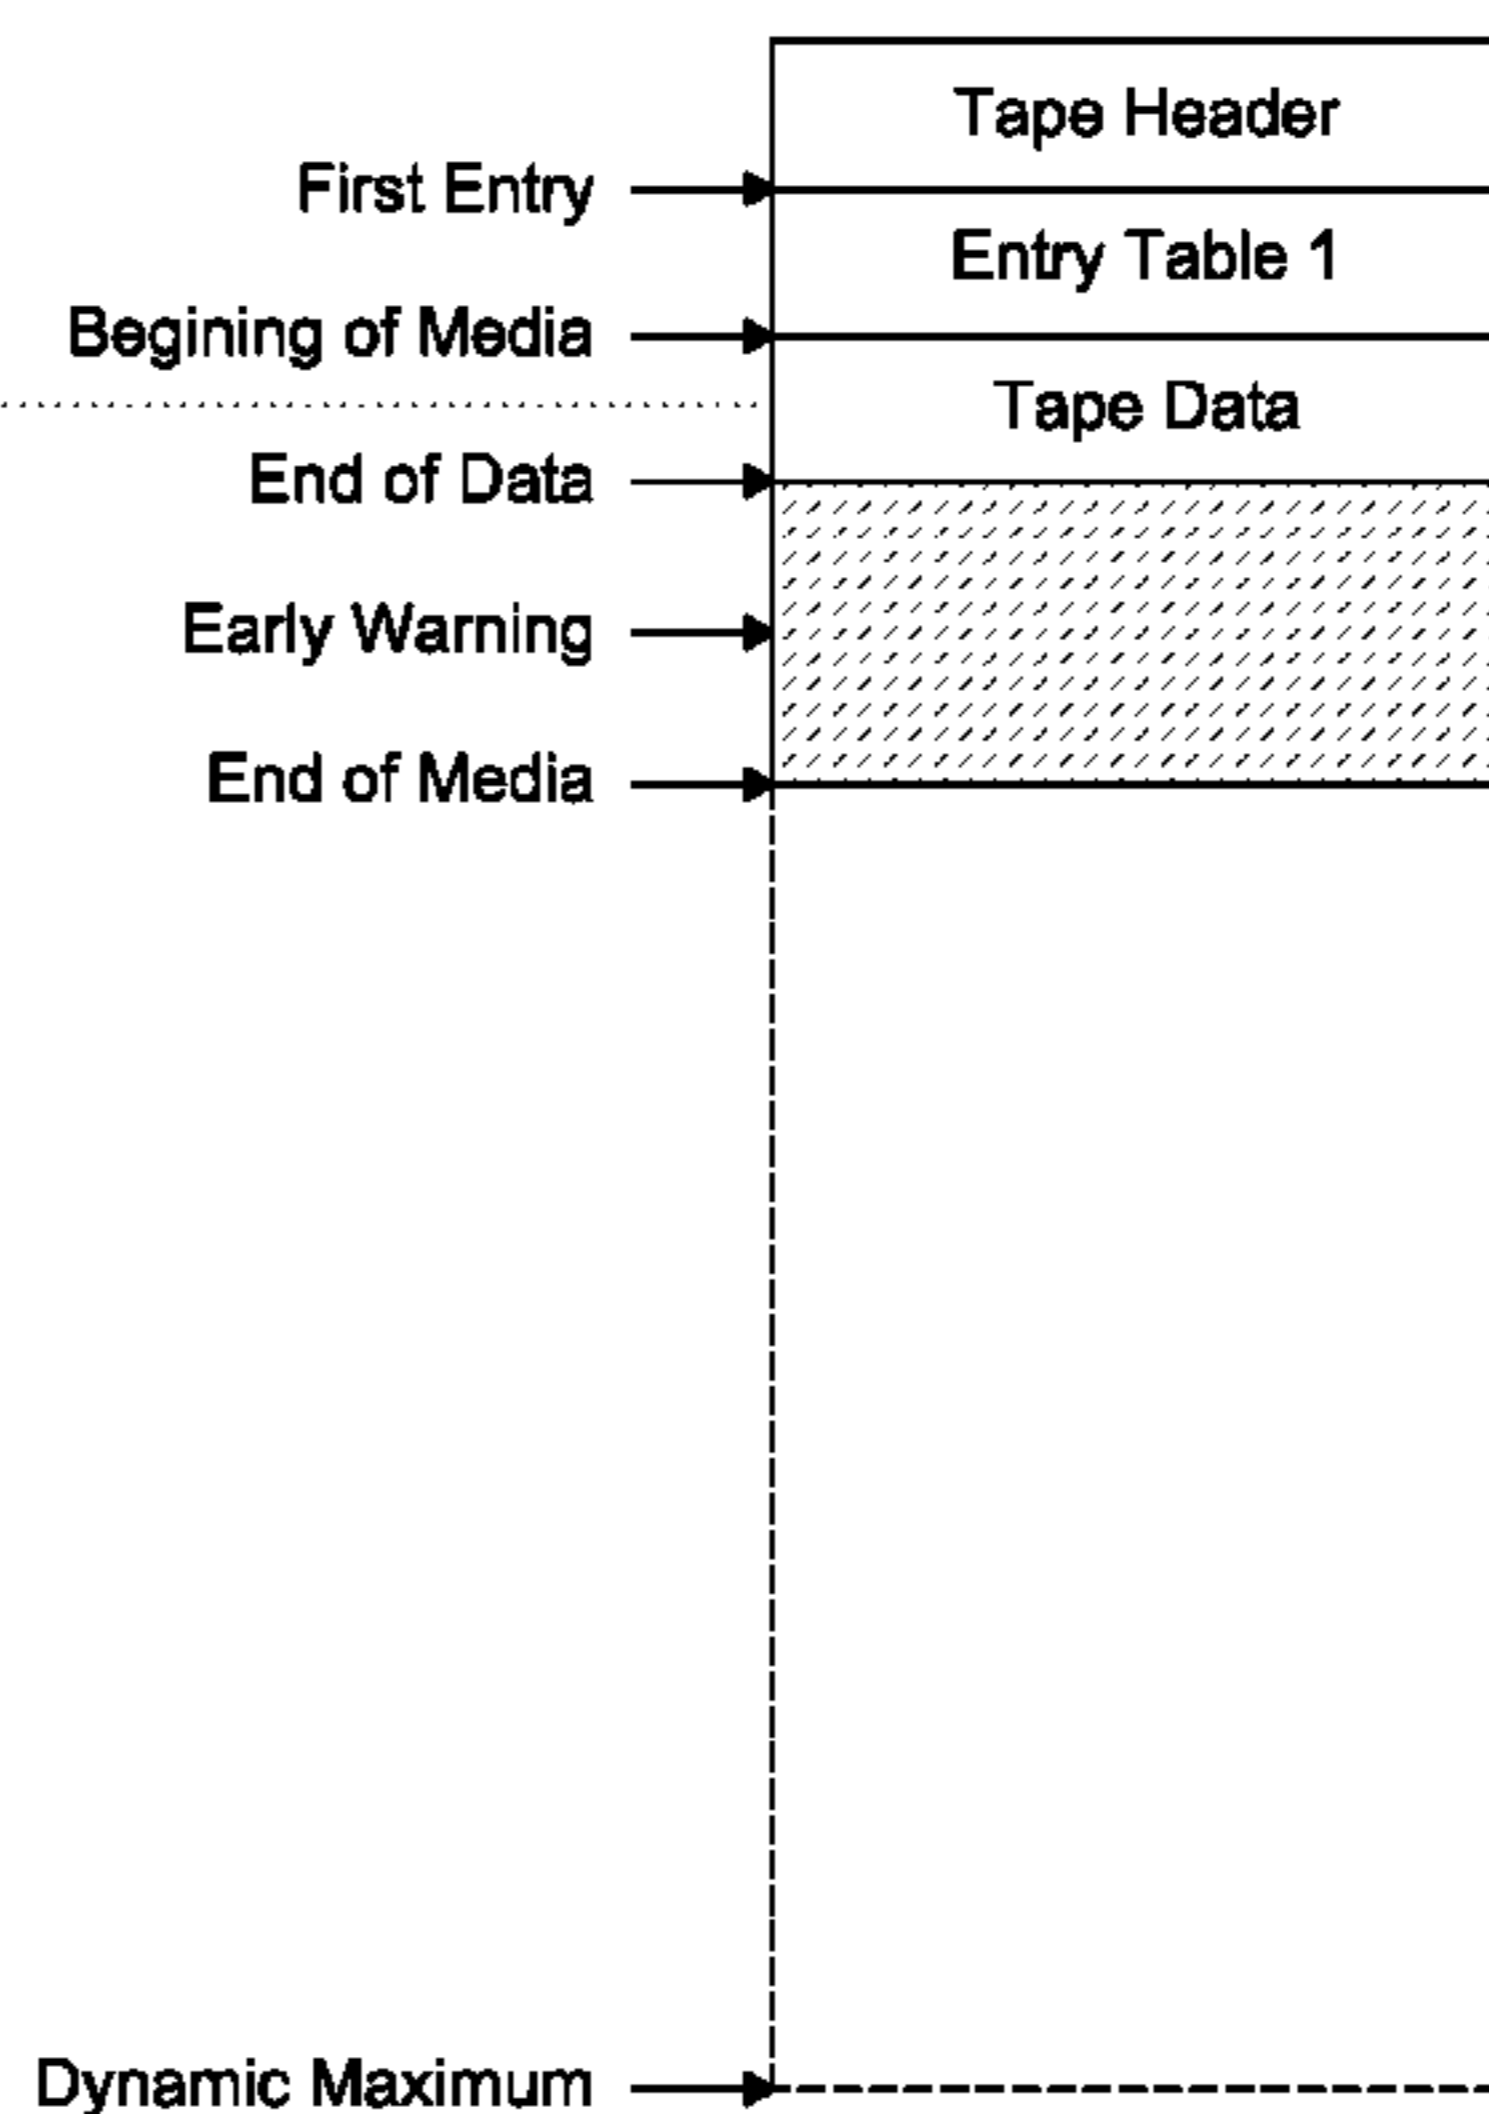 Tape Header
First Entry
Entry Table 1
Begining of Media
Tape Data
End of Data
Early Warning
End of Media
Dynamic Maximum